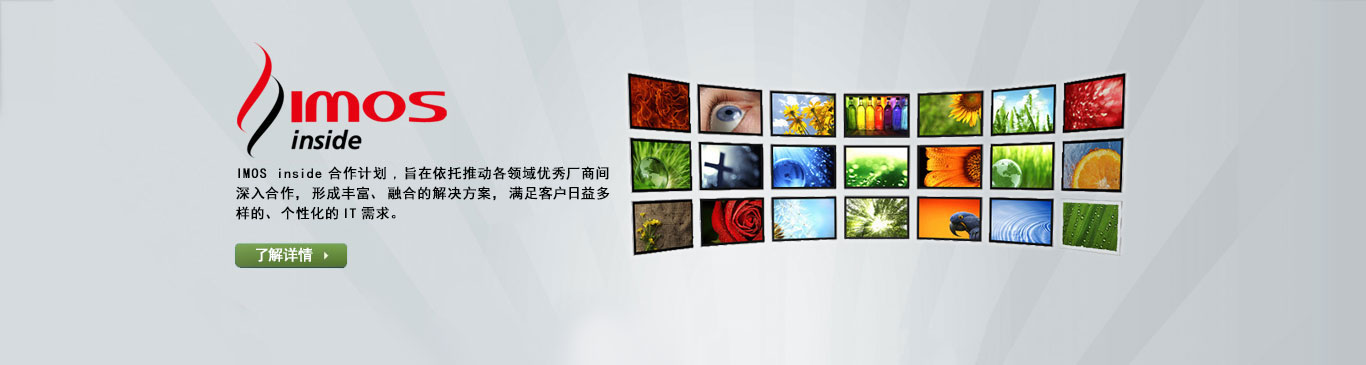 IMOS
inside
IMOS inside 合作计划，旨在依托推动各领域优秀厂商间
深入合作，形成丰富、融合的解决方案，满足客户日益多
样的、个性化的 IT 需求。
了解详情